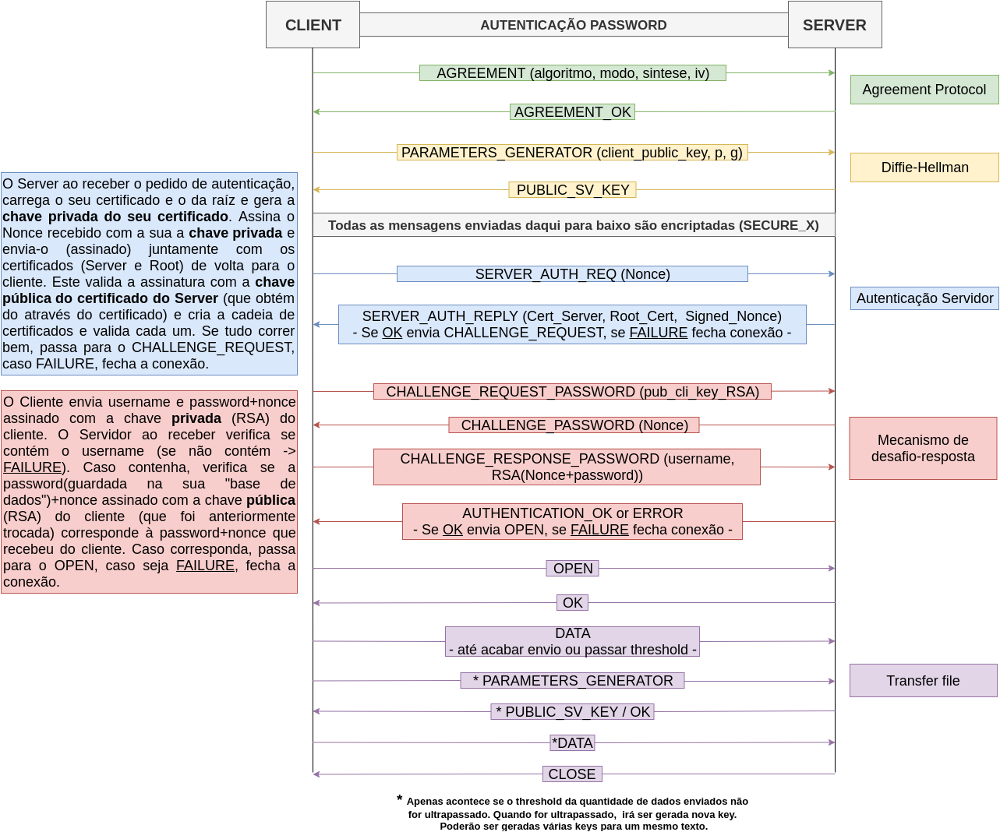 CLIENT
AUTENTICAÇÃO PASSWORD
SERVER
AGREEMENT (algoritmo, modo, sintese, iv)
Agreement Protocol
AGREEMENT_OK
PARAMETERS_GENERATOR (client_public_key, p, g)
Diffie-Hellman
PUBLIC_SV_KEY
Todas as mensagens enviadas daqui para baixo são encriptadas (SECURE_X)
O Server ao receber o pedido de autenticação,
carrega o seu certificado e o da raíz e gera a
chave privada do seu certificado. Assina o
Nonce recebido com a sua a chave privada e
envia-o (assinado) juntamente com os
certificados (Server e Root) de volta para o
cliente. Este valida a assinatura com a chave
pública do certificado do Server (que obtém
do através do certificado) e cria a cadeia de
certificados e valida cada um. Se tudo correr
bem, passa para o CHALLENGE_REQUEST,
caso FAILURE, fecha a conexão.
SERVER_AUTH_REQ (Nonce)
Autenticação Servidor
SERVER_AUTH_REPLY (Cert_Server, Root_Cert,  Signed_Nonce)
- Se OK envia CHALLENGE_REQUEST, se FAILURE fecha conexão -
CHALLENGE_REQUEST_PASSWORD (pub_cli_key_RSA)
O Cliente envia username e password+nonce
assinado com a chave privada (RSA) do
cliente. O Servidor ao receber verifica se
contém o username (se não contém ->
FAILURE). Caso contenha, verifica se a
password(guardada na sua "base de
dados")+nonce assinado com a chave pública
(RSA) do cliente (que foi anteriormente
trocada) corresponde à password+nonce que
recebeu do cliente. Caso corresponda, passa
para o OPEN, caso seja FAILURE, fecha a
conexão.
CHALLENGE_PASSWORD (Nonce)
Mecanismo de
desafio-resposta
CHALLENGE_RESPONSE_PASSWORD (username,
RSA(Nonce+password))
AUTHENTICATION_OK or ERROR
- Se OK envia OPEN, se FAILURE fecha conexão -
OPEN
OK
DATA
- até acabar envio ou passar threshold -
* PARAMETERS_GENERATOR
Transfer file
* PUBLIC_SV_KEY / OK
*DATA
CLOSE
* Apenas acontece se o threshold da quantidade de dados enviados não
for ultrapassado. Quando for ultrapassado,  irá ser gerada nova key.
Poderão ser geradas várias keys para um mesmo texto.